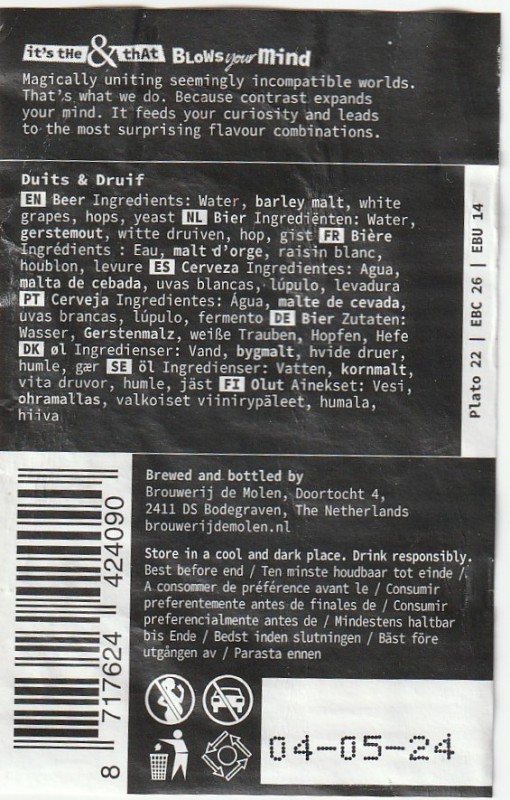 it's tHe & thAt BLoWs your Mind
Magically uniting seemingly incompatible worlds.
That's what we do. Because contrast expands
your mind. It feeds your curiosity and leads
to the most surprising flavour combinations.
Duits & Druif
EN Beer Ingredients: Water, barley malt, white
grapes, hops, yeast NL Bier Ingrediënten: Water,
gerstemout, witte druiven, hop, gist FR Bière
Ingrédients : Eau, malt d'orge, raisin blanc,
houblon, levure ES Cerveza Ingredientes: Agua,
malta de cebada, uvas blancas, lúpulo, levadura
PT Cerveja Ingredientes: Água, malte de cevada,
uvas brancas, lúpulo, fermento DE Bier Zutaten:
Wasser, Gerstenmalz, weiße Trauben, Hopfen, Hefe
DK øl Ingredienser: Vand, bygmalt, hvide druer,
humle, gær SE öl Ingredienser: Vatten, kornmalt,
vita druvor, humle, jäst FI Olut Ainekset: Vesi,
ohramallas, valkoiset viinirypäleet, humala,
hiiva
Plato 22 | EBC 26 | EBU 14
Brewed and bottled by
Brouwerij de Molen, Doortocht 4,
2411 DS Bodegraven, The Netherlands
brouwerijdemolen.nl
Store in a cool and dark place. Drink responsibly.
Best before end / Ten minste houdbaar tot einde /
A consommer de préférence avant le / Consumir
preferentemente antes de finales de / Consumir
preferencialmente antes de / Mindestens haltbar
bis Ende / Bedst inden slutningen / Bäst före
utgången av / Parasta ennen
8 717624 424090
04-05-24